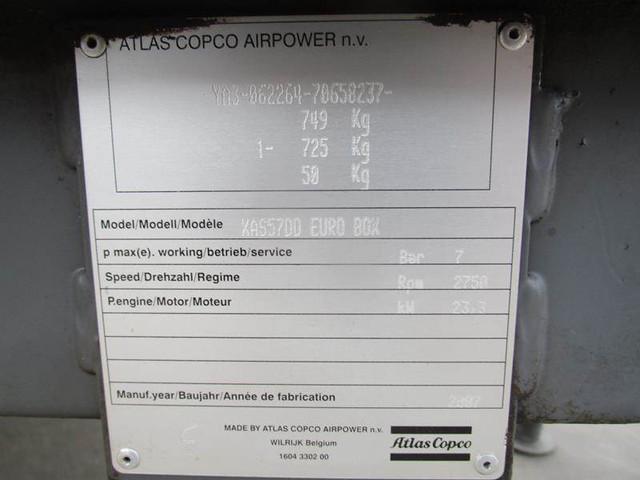 ATLAS COPCO AIRPOWER n.v.
-YA3-062264-70658237-
749 Kg
1- 725 Kg
50 Kg
Model/Modell/Modèle XAS57DD EURO BOX
p max(e). working/betrieb/service Bar 7
Speed/Drehzahl/Regime Rpm 2750
P.engine/Motor/Moteur kW 23,3
Manuf.year/Baujahr/Année de fabrication 2007
MADE BY ATLAS COPCO AIRPOWER n.v.
WILRIJK Belgium
1604 3302 00
Atlas Copco